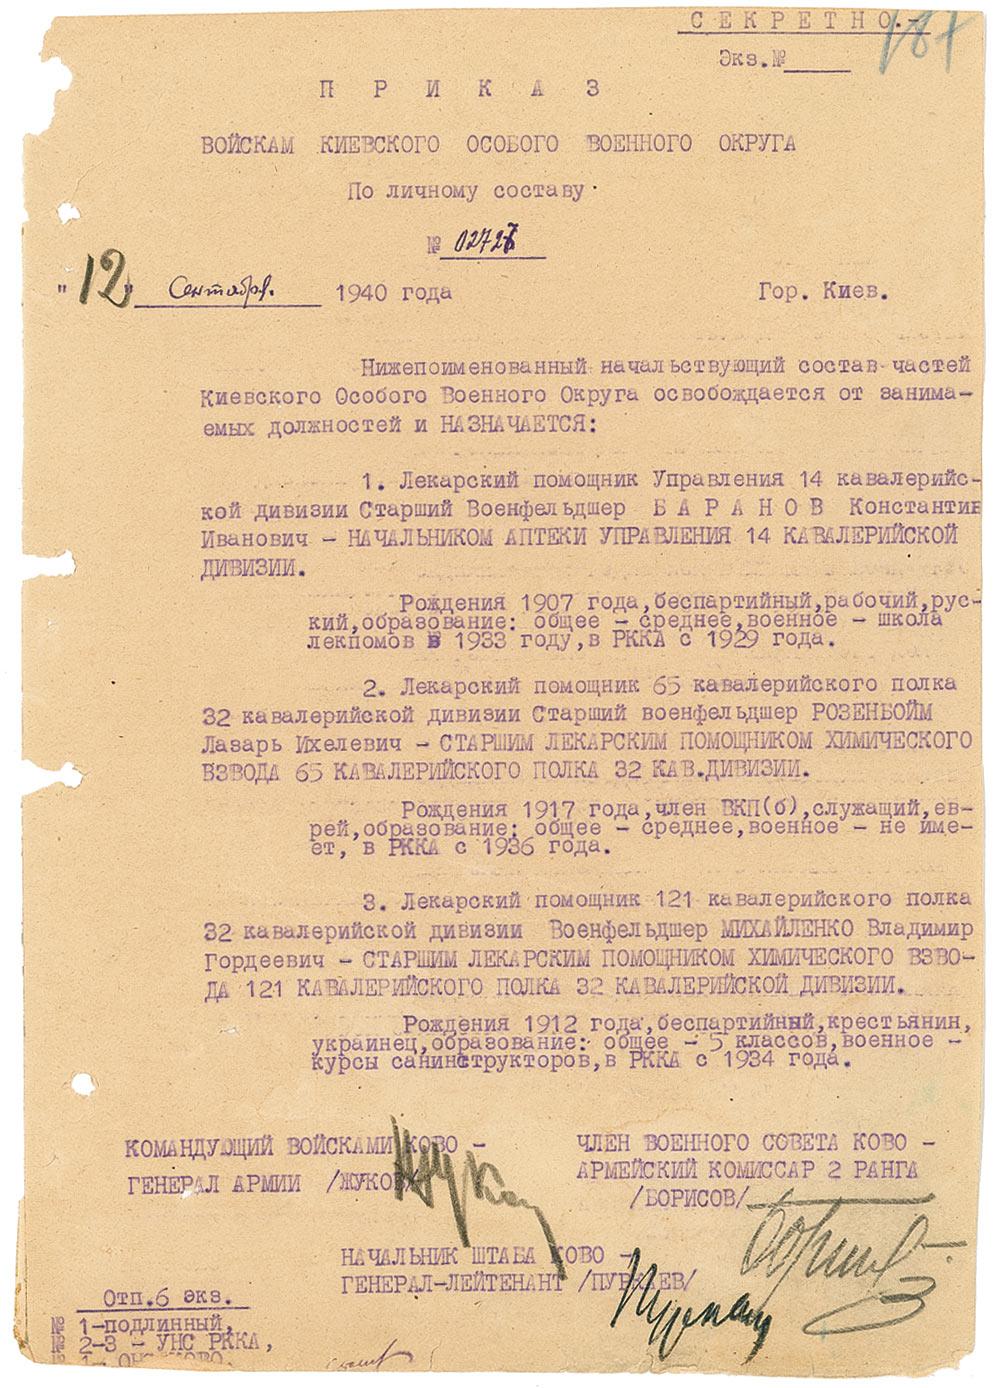 СЕКРЕТНО.-
187
Экз.№
ПРИКАЗ
ВОЙСКАМ КИЕВСКОГО ОСОБОГО ВОЕННОГО ОКРУГА
По личному составу
№ 02727
"12" Сентября. 1940 года Гор. Киев.
Нижепоименованный начальствующий состав частей
Киевского Особого Военного Округа освобождается от занима-
емых должностей и НАЗНАЧАЕТСЯ:
1. Лекарский помощник Управления 14 кавалерийс-
кой дивизии Старший Военфельдшер БАРАНОВ Константин
Иванович - НАЧАЛЬНИКОМ АПТЕКИ УПРАВЛЕНИЯ 14 КАВАЛЕРИЙСКОЙ
ДИВИЗИИ.
Рождения 1907 года,беспартийный,рабочий,рус-
кий,образование: общее - среднее,военное - школа
лекпомов в 1933 году,в РККА с 1929 года.
2. Лекарский помощник 65 кавалерийского полка
32 кавалерийской дивизии Старший военфельдшер РОЗЕНБОЙМ
Лазарь Ихелевич - СТАРШИМ ЛЕКАРСКИМ ПОМОЩНИКОМ ХИМИЧЕСКОГО
ВЗВОДА 65 КАВАЛЕРИЙСКОГО ПОЛКА 32 КАВ.ДИВИЗИИ.
Рождения 1917 года,член ВКП(б),служащий,ев-
рей,образование: общее - среднее,военное - не име-
ет, в РККА с 1936 года.
3. Лекарский помощник 121 кавалерийского полка
32 кавалерийской дивизии Военфельдшер МИХАЙЛЕНКО Владимир
Гордеевич - СТАРШИМ ЛЕКАРСКИМ ПОМОЩНИКОМ ХИМИЧЕСКОГО ВЗВО-
ДА 121 КАВАЛЕРИЙСКОГО ПОЛКА 32 КАВАЛЕРИЙСКОЙ ДИВИЗИИ.
Рождения 1912 года,беспартийный,крестьянин,
украинец,образование: общее - 5 классов,военное -
курсы санинструкторов,в РККА с 1934 года.
КОМАНДУЮЩИЙ ВОЙСКАМИ КОВО -
ГЕНЕРАЛ АРМИИ /ЖУКОВ/
Жуков
ЧЛЕН ВОЕННОГО СОВЕТА КОВО -
АРМЕЙСКИЙ КОМИССАР 2 РАНГА
/БОРИСОВ/
Борисов
НАЧАЛЬНИК ШТАБА КОВО -
ГЕНЕРАЛ-ЛЕЙТЕНАНТ /ПУРКАЕВ/
Пуркаев
Отп.6 экз.
№ 1-подлинный,
№ 2-3 - УНС РККА,